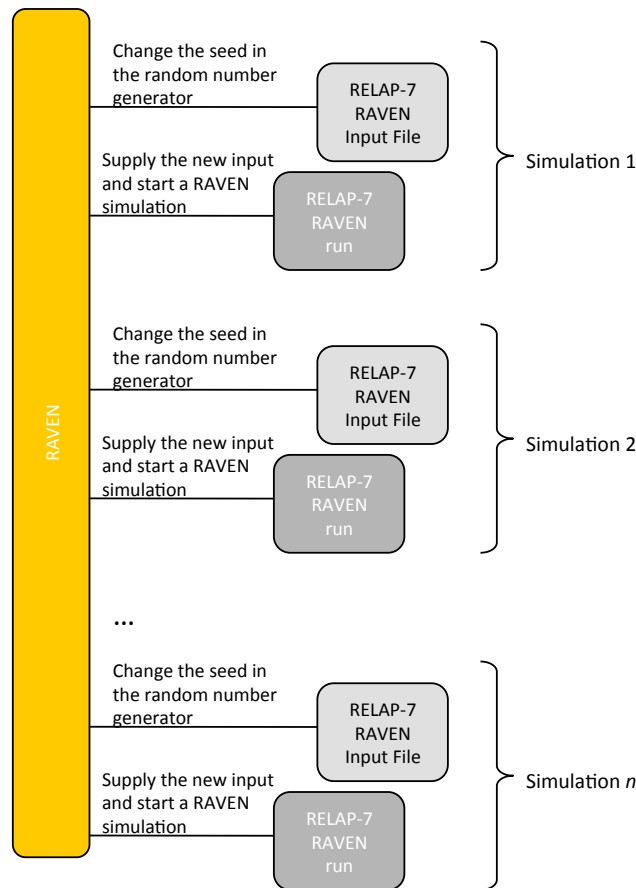 RAVEN
Change the seed in
the random number
generator
RELAP-7
RAVEN
Input File
Supply the new input
and start a RAVEN
simulation
RELAP-7
RAVEN
run
Simulation 1
Change the seed in
the random number
generator
RELAP-7
RAVEN
Input File
Supply the new input
and start a RAVEN
simulation
RELAP-7
RAVEN
run
Simulation 2
...
Change the seed in
the random number
generator
RELAP-7
RAVEN
Input File
Supply the new input
and start a RAVEN
simulation
RELAP-7
RAVEN
run
Simulation n